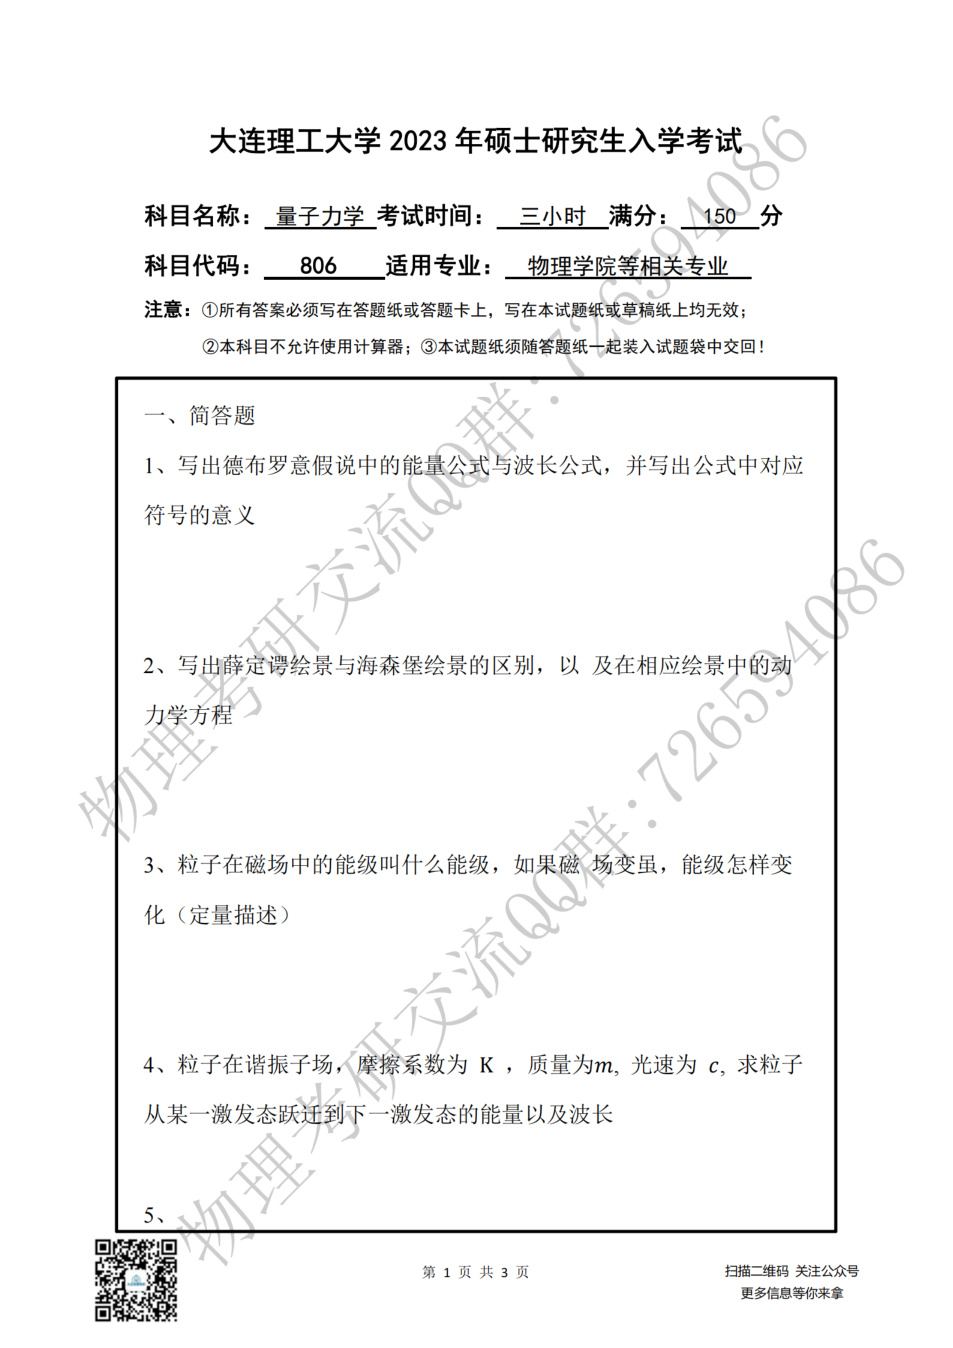 大连理工大学 2023 年硕士研究生入学考试
科目名称： 量子力学 考试时间： 三小时 满分： 150 分
科目代码： 806 适用专业： 物理学院等相关专业
注意：①所有答案必须写在答题纸或答题卡上，写在本试题纸或草稿纸上均无效；
②本科目不允许使用计算器；③本试题纸须随答题纸一起装入试题袋中交回！
一、简答题
1、写出德布罗意假说中的能量公式与波长公式，并写出公式中对应
符号的意义
2、写出薛定谔绘景与海森堡绘景的区别，以 及在相应绘景中的动
力学方程
3、粒子在磁场中的能级叫什么能级，如果磁 场变虽，能级怎样变
化（定量描述）
4、粒子在谐振子场，摩擦系数为 K ，质量为m, 光速为 c, 求粒子
从某一激发态跃迁到下一激发态的能量以及波长
5、
物理考研交流QQ群:726594086
物理考研交流QQ群:726594086
第 1 页 共 3 页
扫描二维码 关注公众号
更多信息等你来拿